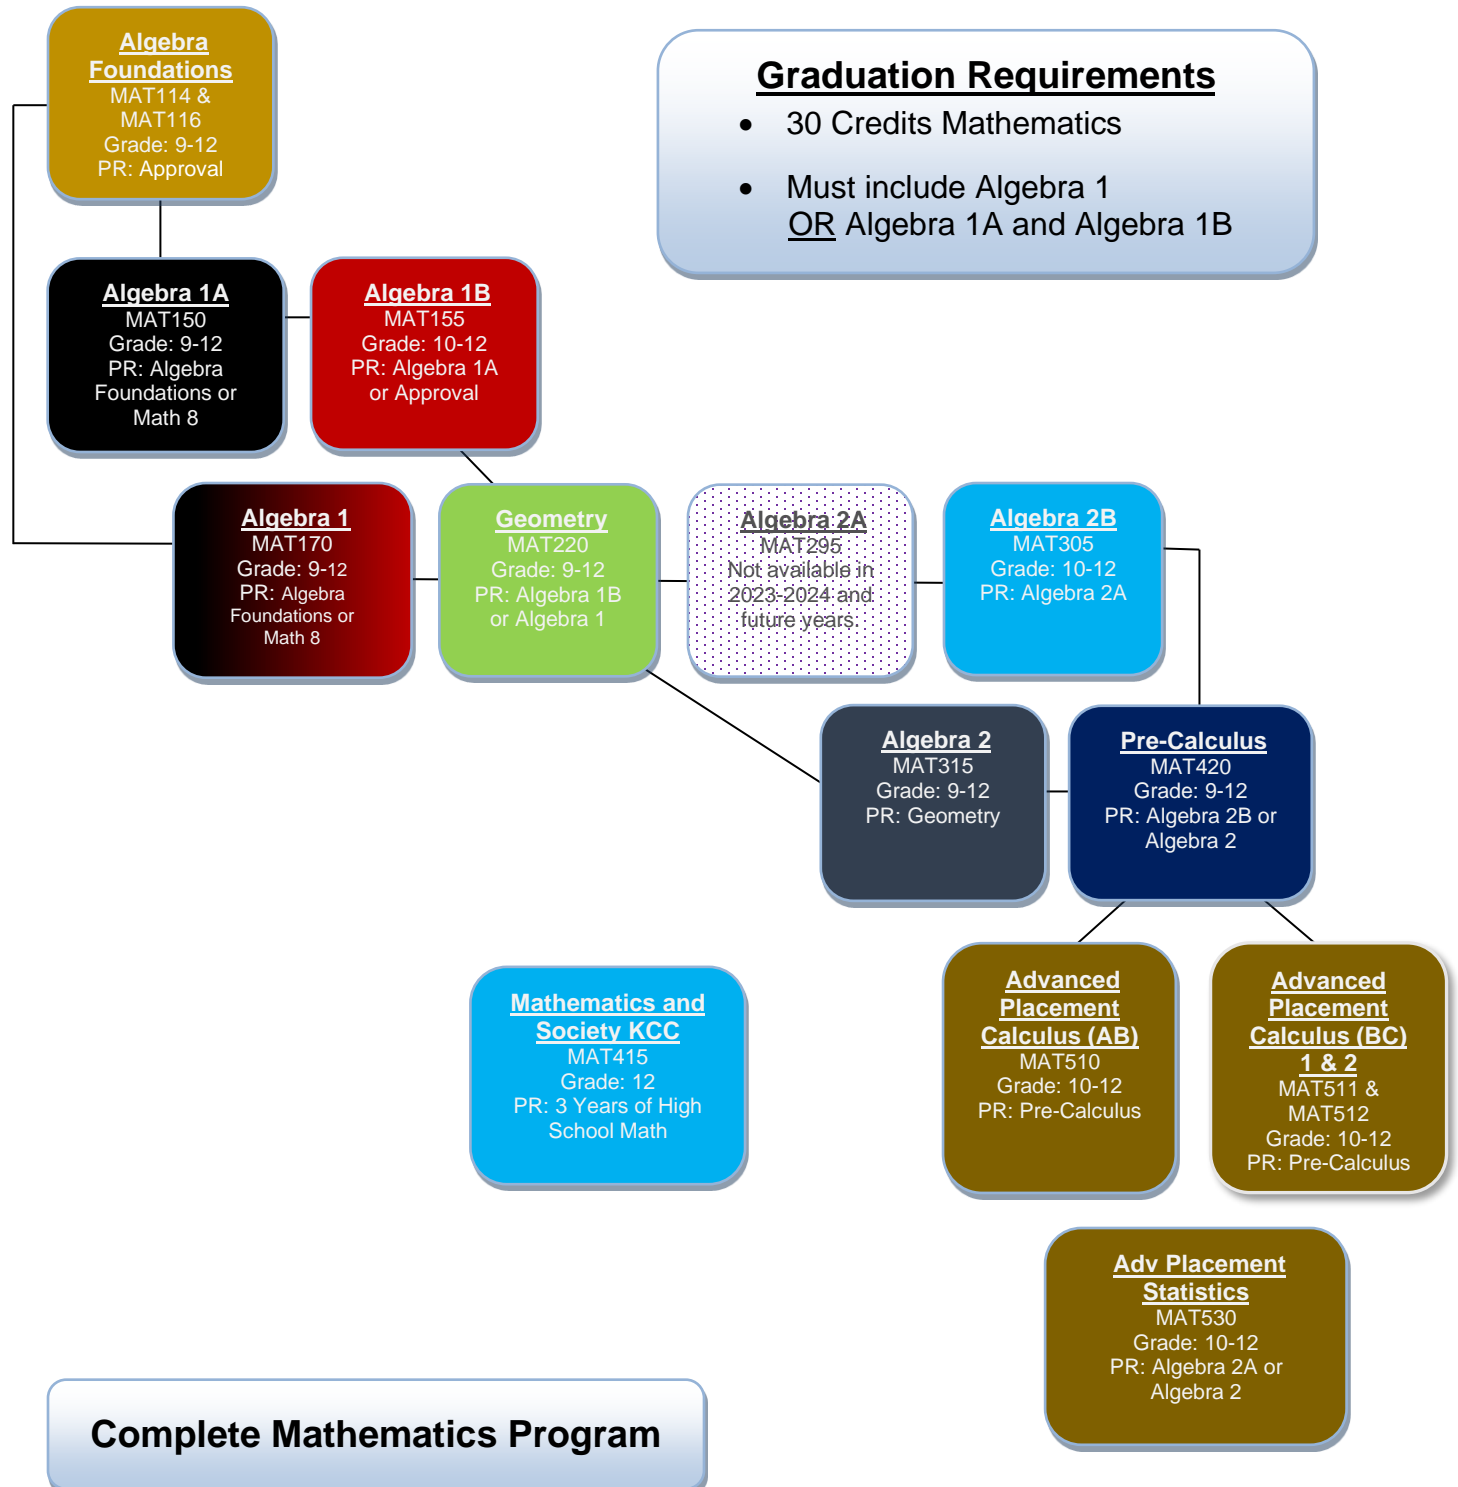 Algebra
Foundations
MAT114 &
MAT116
Grade: 9-12
PR: Approval
Graduation Requirements
• 30 Credits Mathematics
• Must include Algebra 1
OR Algebra 1A and Algebra 1B
Algebra 1A
MAT150
Grade: 9-12
PR: Algebra
Foundations or
Math 8
Algebra 1B
MAT155
Grade: 10-12
PR: Algebra 1A
or Approval
Algebra 1
MAT170
Grade: 9-12
PR: Algebra
Foundations or
Math 8
Geometry
MAT220
Grade: 9-12
PR: Algebra 1B
or Algebra 1
Algebra 2A
MAT295
Not available in
2023-2024 and
future years.
Algebra 2B
MAT305
Grade: 10-12
PR: Algebra 2A
Algebra 2
MAT315
Grade: 9-12
PR: Geometry
Pre-Calculus
MAT420
Grade: 9-12
PR: Algebra 2B or
Algebra 2
Mathematics and
Society KCC
MAT415
Grade: 12
PR: 3 Years of High
School Math
Advanced
Placement
Calculus (AB)
MAT510
Grade: 10-12
PR: Pre-Calculus
Advanced
Placement
Calculus (BC)
1 & 2
MAT511 &
MAT512
Grade: 10-12
PR: Pre-Calculus
Adv Placement
Statistics
MAT530
Grade: 10-12
PR: Algebra 2A or
Algebra 2
Complete Mathematics Program